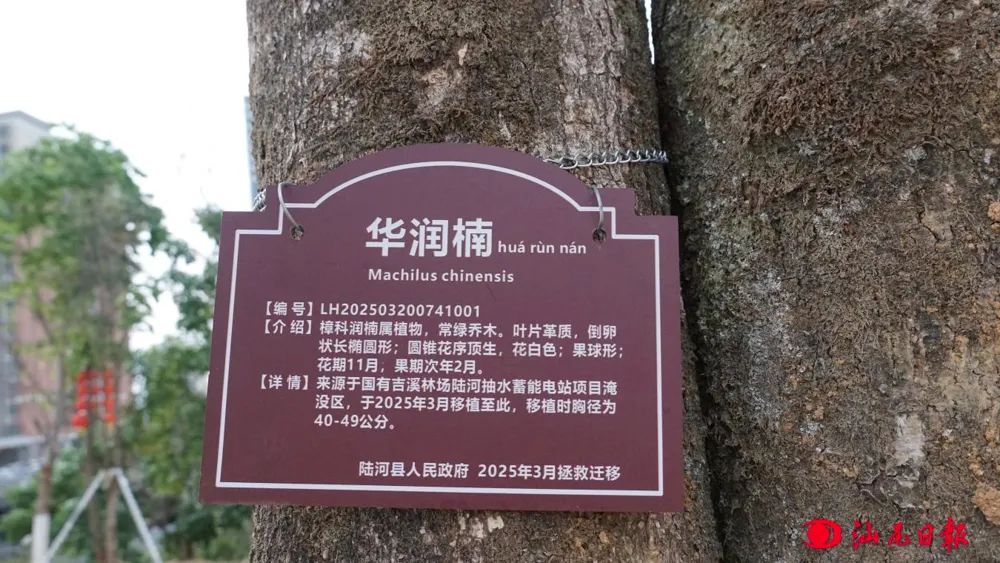 华润楠 huá rùn nán
Machilus chinensis
【编 号】LH202503200741001
【介 绍】樟科润楠属植物，常绿乔木。叶片革质，倒卵
状长椭圆形；圆锥花序顶生，花白色；果球形；
花期11月，果期次年2月。
【详 情】来源于国有吉溪林场陆河抽水蓄能电站项目淹
没区，于2025年3月移植至此，移植时胸径为
40-49公分。
陆河县人民政府 2025年3月拯救迁移
汕尾日报